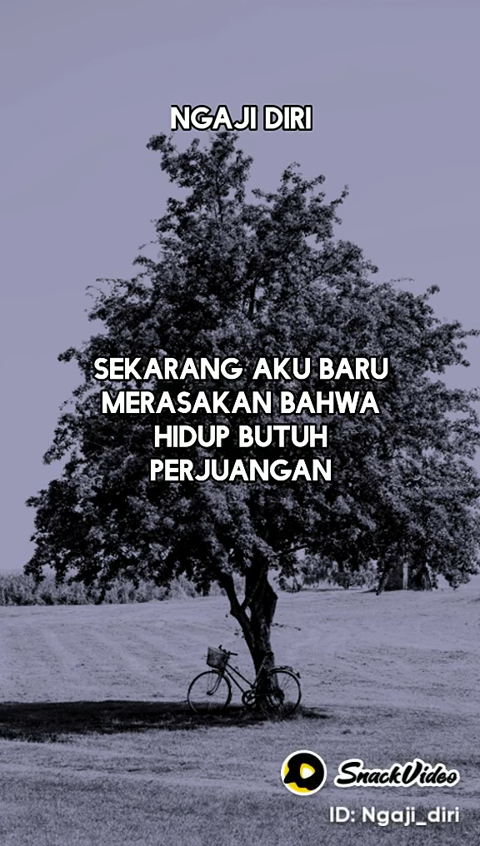 NGAJI DIRI
SEKARANG AKU BARU
MERASAKAN BAHWA
HIDUP BUTUH
PERJUANGAN
SnackVideo
ID: Ngaji_diri